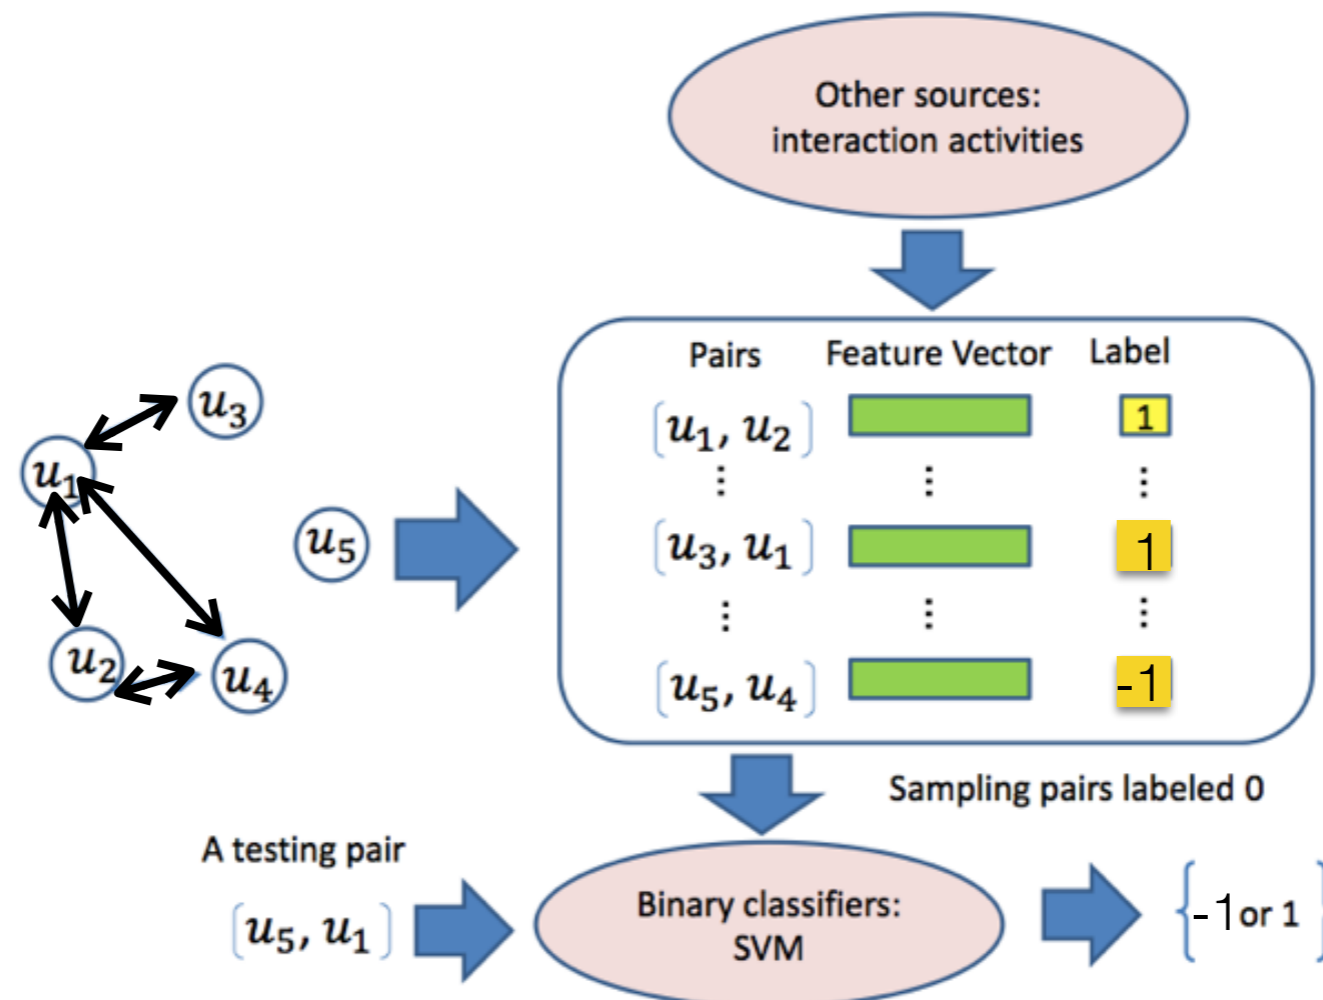 Other sources:
interaction activities
Pairs Feature Vector Label
[u₁, u₂] 1
⋮ ⋮ ⋮
[u₃, u₁] 1
⋮ ⋮ ⋮
[u₅, u₄] -1
u₃
u₁
u₅
u₂
u₄
Sampling pairs labeled 0
A testing pair
[u₅, u₁]
Binary classifiers:
SVM
{-1 or 1}